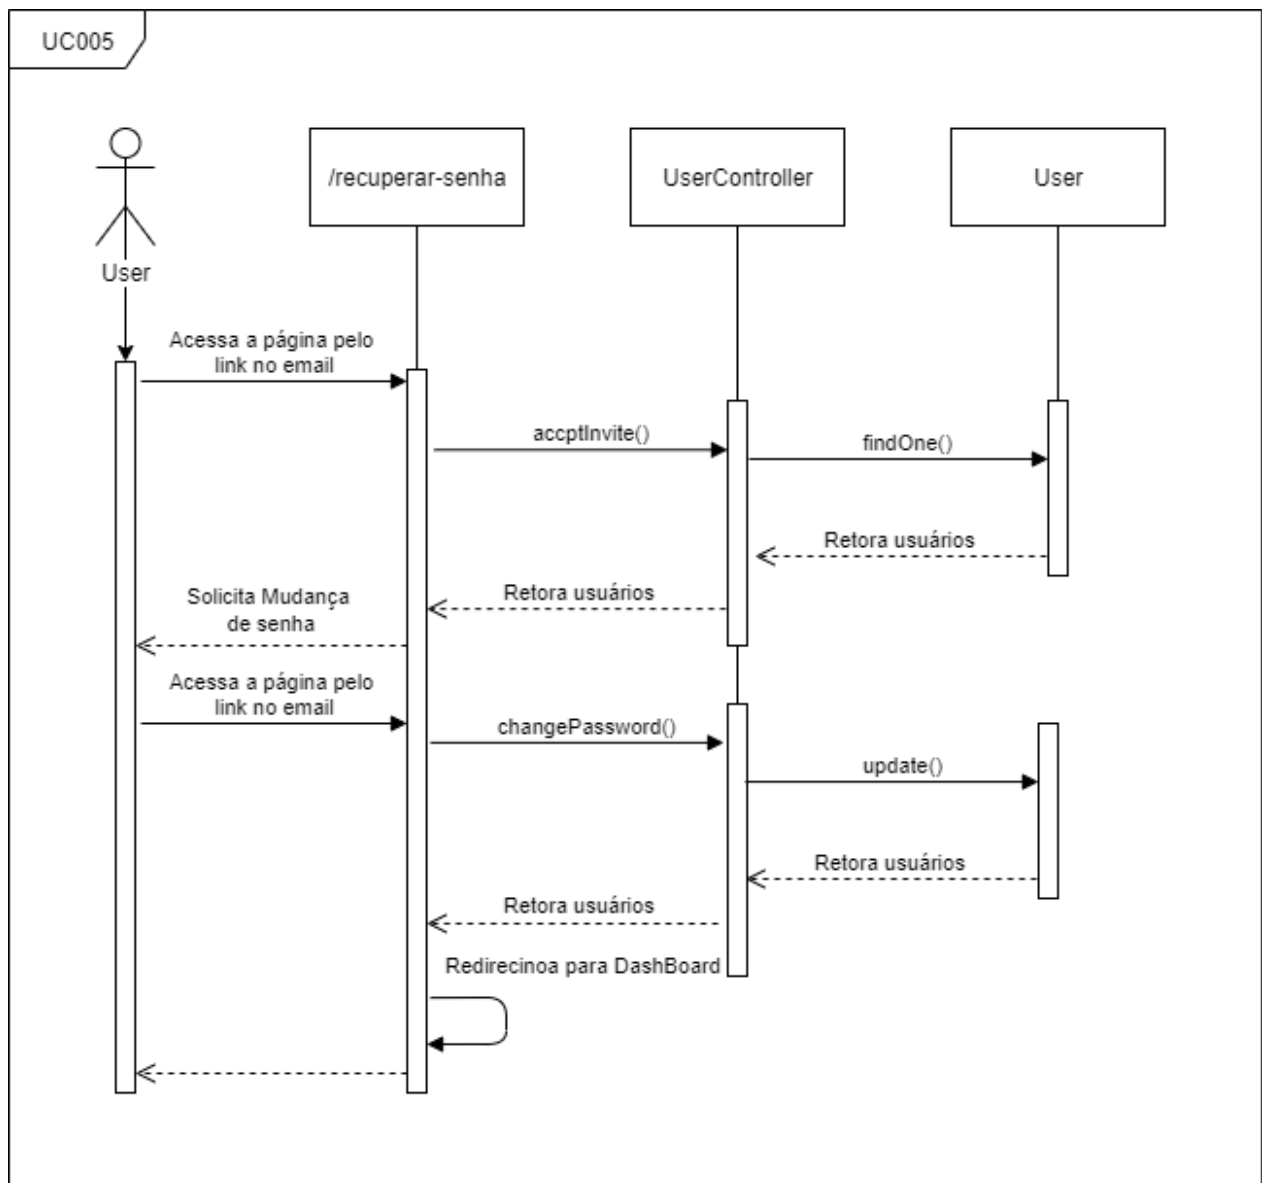 UC005
/recuperar-senha
UserController
User
User
Acessa a página pelo
link no email
accptInvite()
findOne()
Retora usuários
Retora usuários
Solicita Mudança
de senha
Acessa a página pelo
link no email
changePassword()
update()
Retora usuários
Retora usuários
Redirecinoa para DashBoard